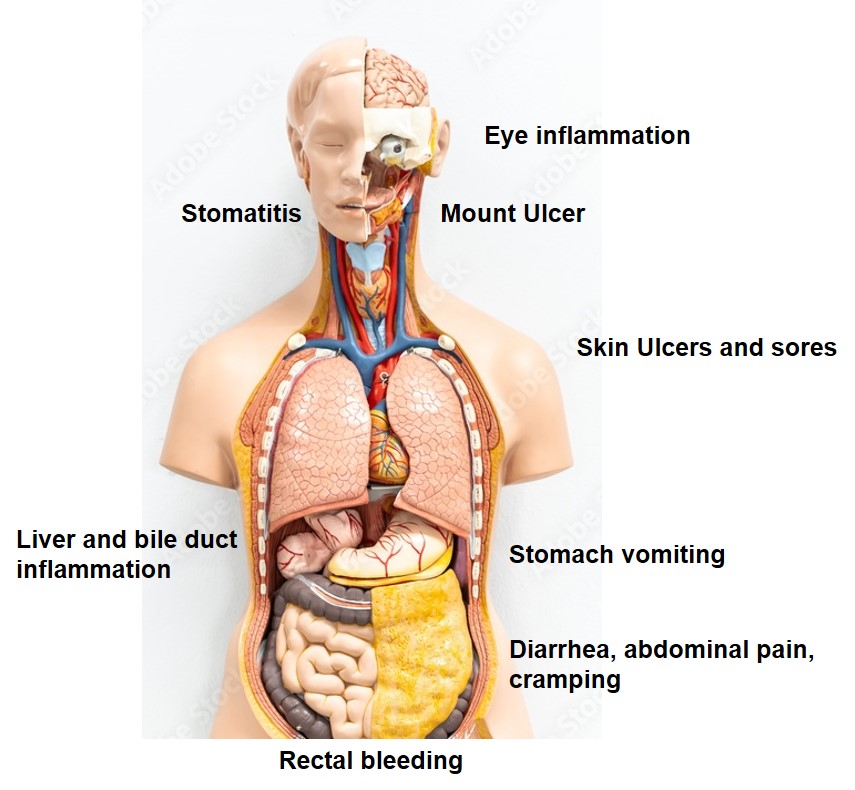 Eye inflammation
Stomatitis
Mount Ulcer
Skin Ulcers and sores
Liver and bile duct
inflammation
Stomach vomiting
Diarrhea, abdominal pain,
cramping
Rectal bleeding
Adobe Stock